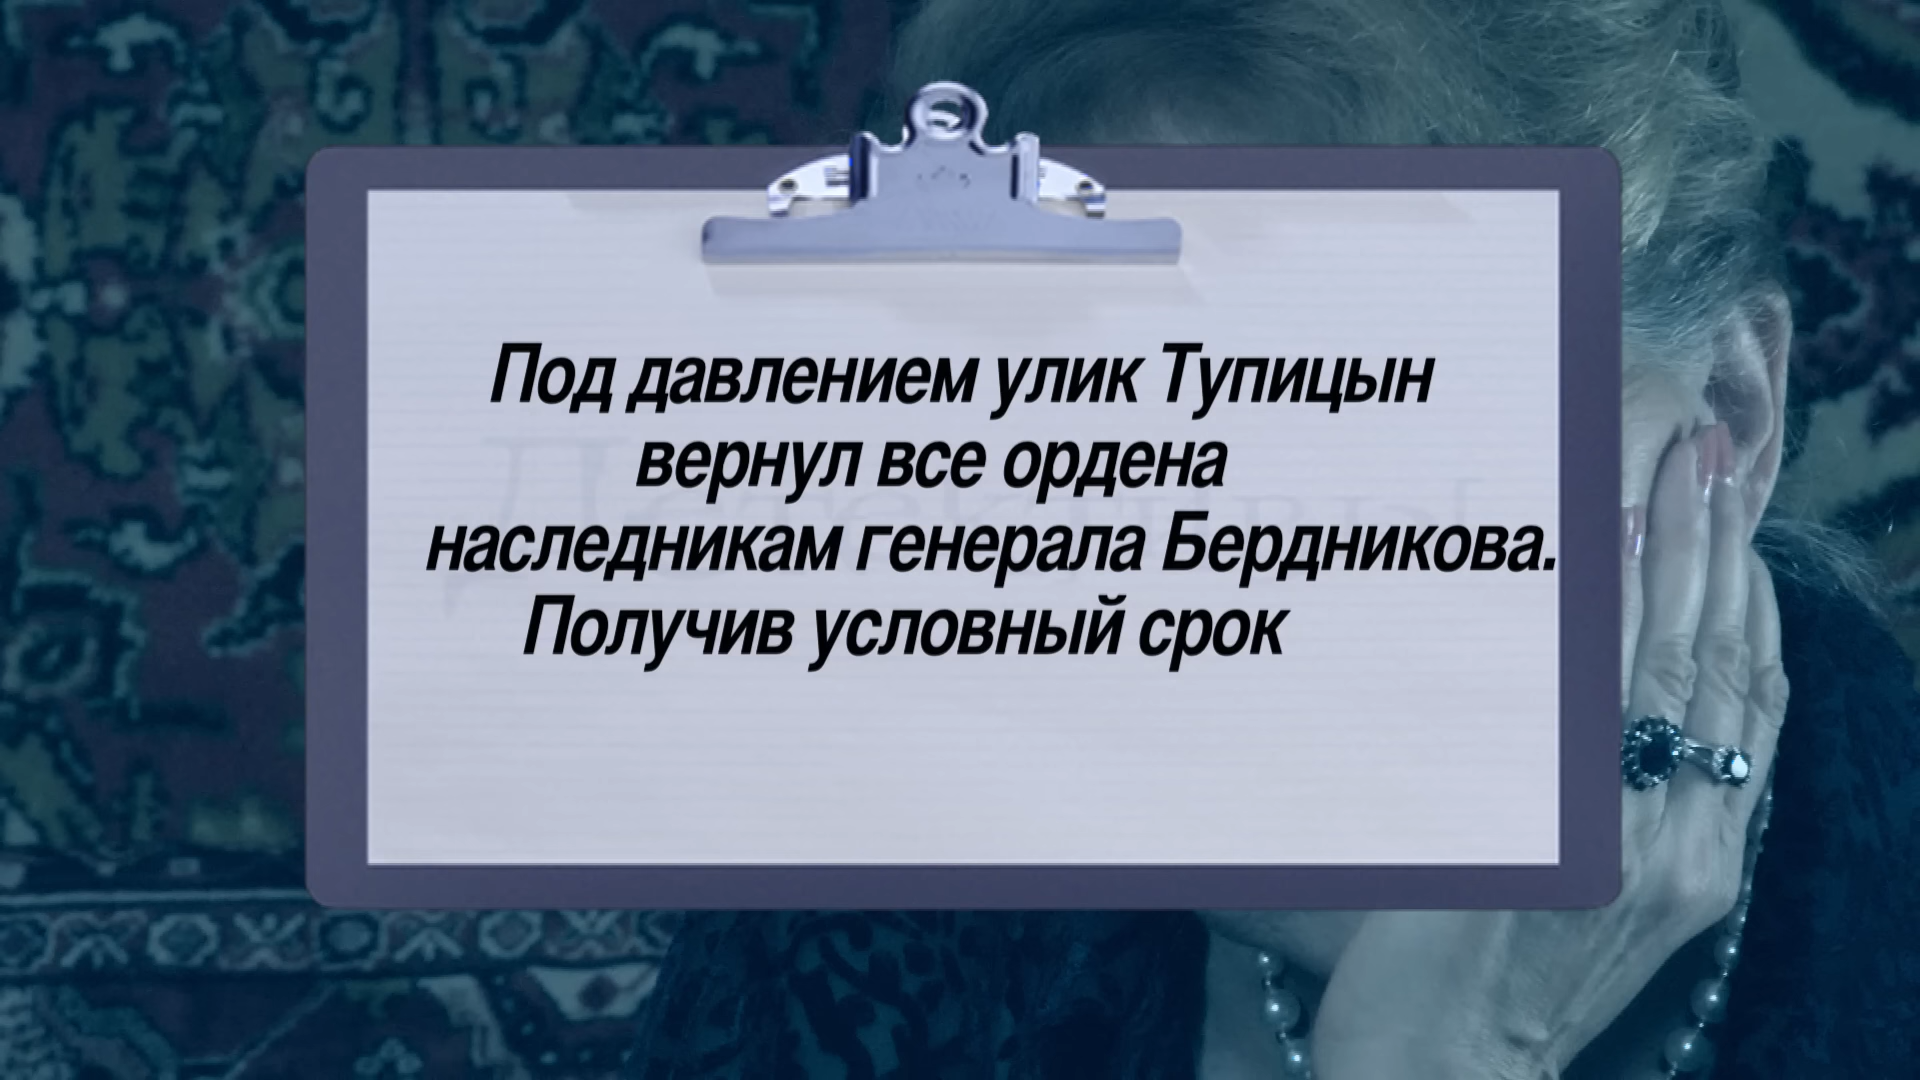 Под давлением улик Тупицын
вернул все ордена
наследникам генерала Бердникова.
Получив условный срок